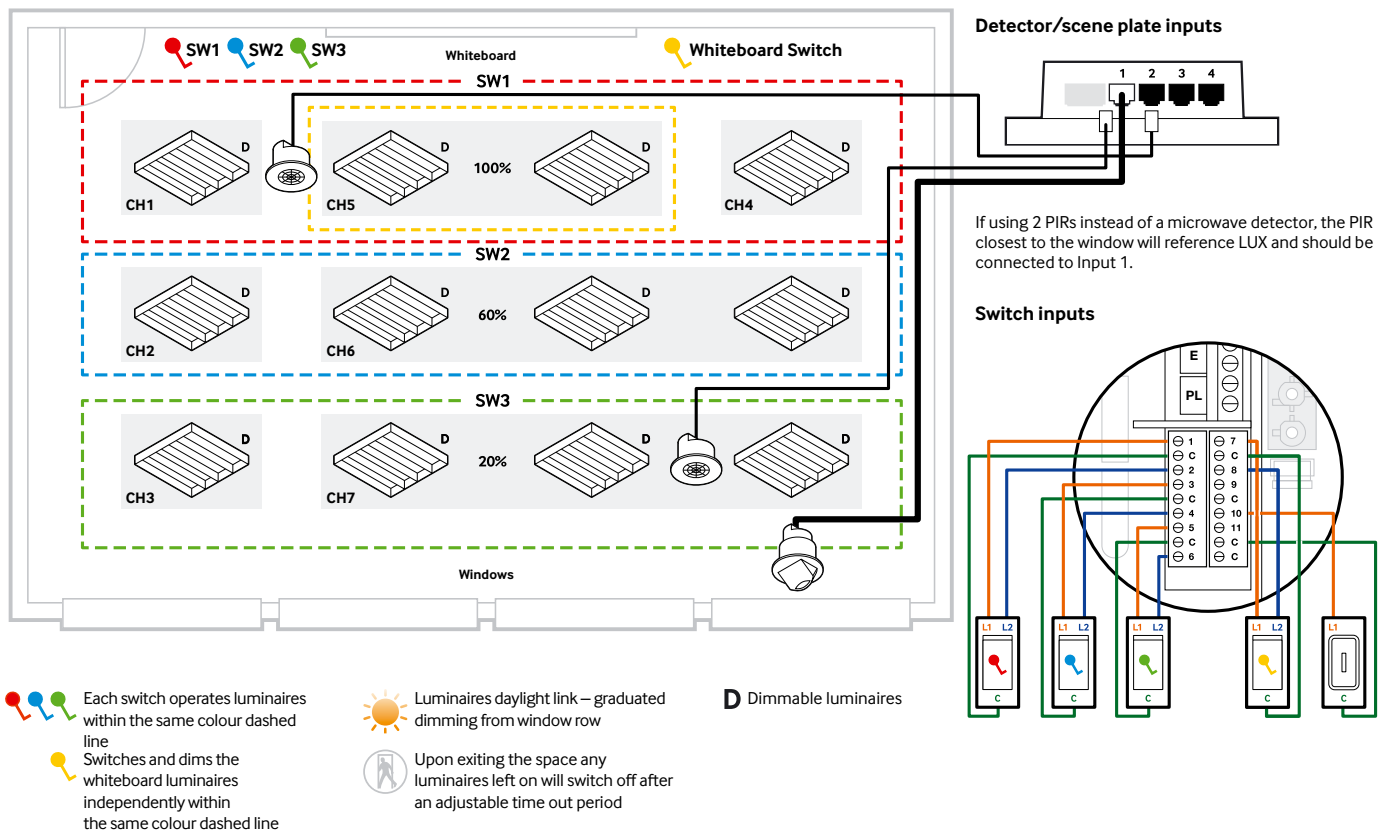 Detector/scene plate inputs
SW1 SW2 SW3
Whiteboard
Whiteboard Switch
SW1
1 2 3 4
D D D D
100%
CH1 CH5 CH4
If using 2 PIRs instead of a microwave detector, the PIR
closest to the window will reference LUX and should be
connected to Input 1.
SW2
D D D D
60%
CH2 CH6
Switch inputs
SW3
D D D D
20%
CH3 CH7
Windows
E
PL
1 7
C C
2 8
3 9
C C
4 10
5 11
C C
6 C
L1 L2 L1 L2 L1 L2 L1 L2 L1
C C C C C
Each switch operates luminaires
within the same colour dashed
line
Switches and dims the
whiteboard luminaires
independently within
the same colour dashed line
Luminaires daylight link – graduated
dimming from window row
Upon exiting the space any
luminaires left on will switch off after
an adjustable time out period
D Dimmable luminaires